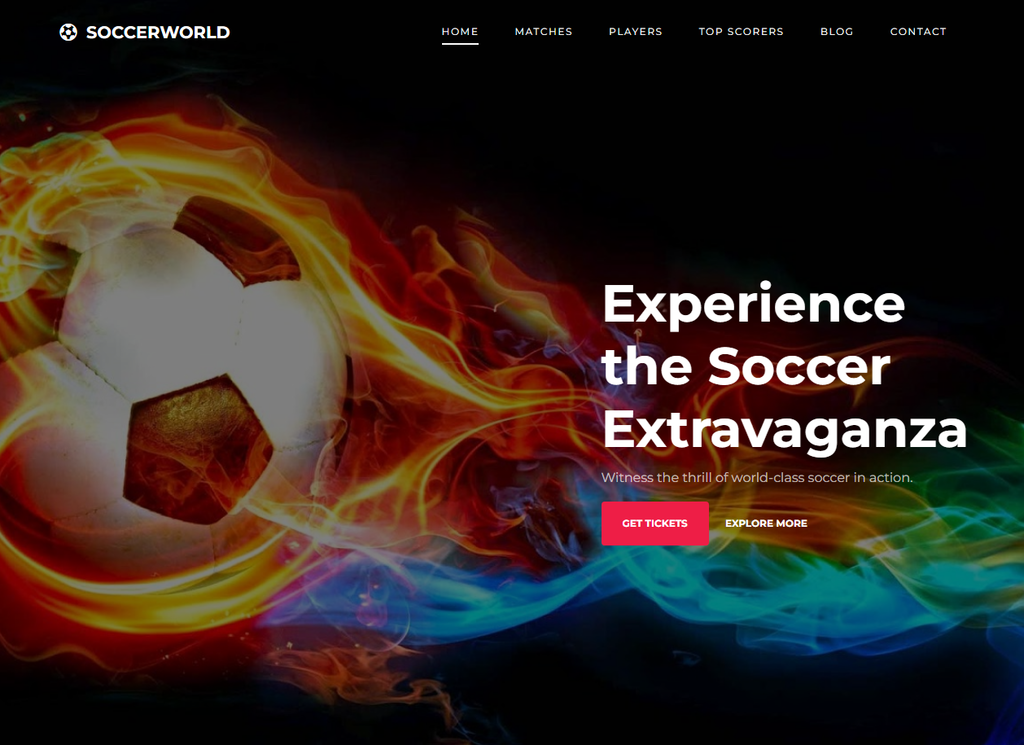 SOCCERWORLD
HOME MATCHES PLAYERS TOP SCORERS BLOG CONTACT
Experience
the Soccer
Extravaganza
Witness the thrill of world-class soccer in action.
GET TICKETS EXPLORE MORE